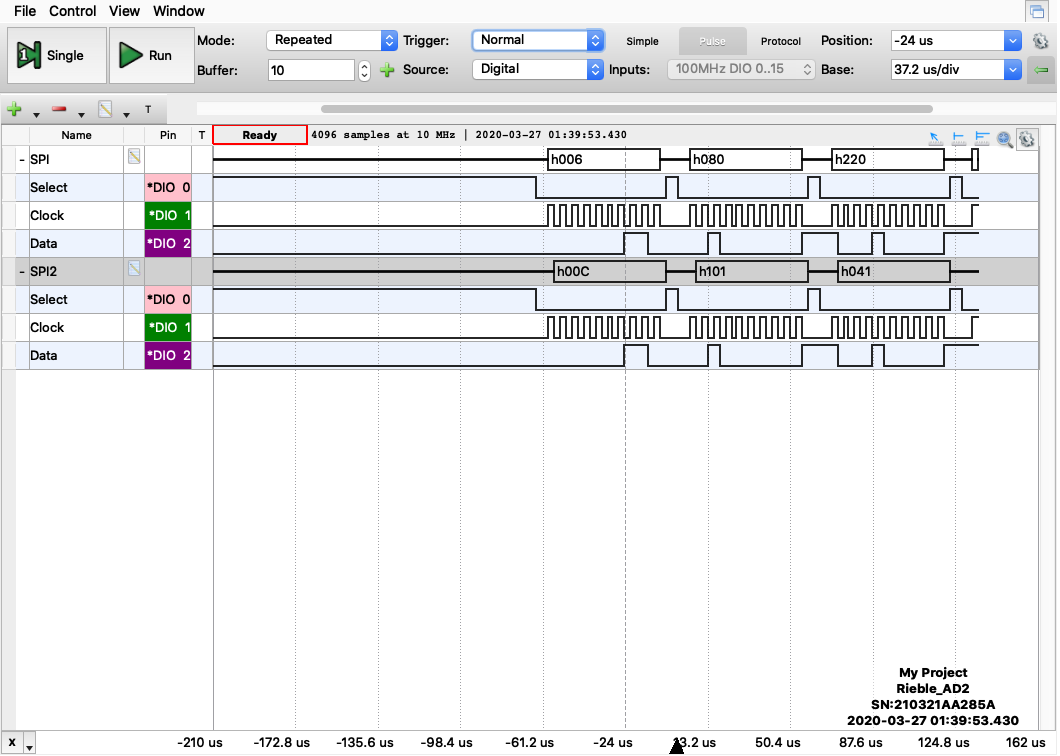 File Control View Window
Single Run Mode: Repeated Trigger: Normal Simple Pulse Protocol Position: -24 us
Buffer: 10 Source: Digital Inputs: 100MHz DIO 0..15 Base: 37.2 us/div
T
Name Pin T Ready 4096 samples at 10 MHz | 2020-03-27 01:39:53.430
- SPI h006 h080 h220
Select *DIO 0
Clock *DIO 1
Data *DIO 2
- SPI2 h00C h101 h041
Select *DIO 0
Clock *DIO 1
Data *DIO 2
My Project
Rieble_AD2
SN:210321AA285A
2020-03-27 01:39:53.430
X -210 us -172.8 us -135.6 us -98.4 us -61.2 us -24 us 13.2 us 50.4 us 87.6 us 124.8 us 162 us